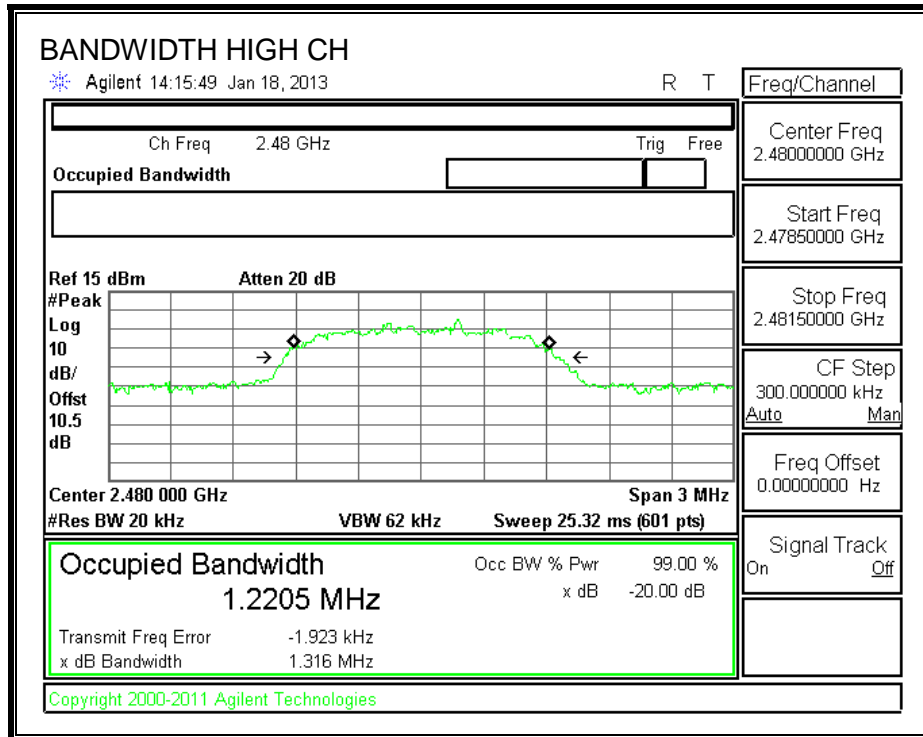 BANDWIDTH HIGH CH
Agilent 14:15:49 Jan 18, 2013 R T
Freq/Channel
Ch Freq 2.48 GHz Trig Free
Occupied Bandwidth
Center Freq
2.48000000 GHz
Start Freq
2.47850000 GHz
Stop Freq
2.48150000 GHz
CF Step
300.000000 kHz
Auto Man
Freq Offset
0.00000000 Hz
Signal Track
On Off
Ref 15 dBm Atten 20 dB
#Peak
Log
10
dB/
Offst
10.5
dB
Center 2.480 000 GHz Span 3 MHz
#Res BW 20 kHz VBW 62 kHz Sweep 25.32 ms (601 pts)
Occupied Bandwidth
1.2205 MHz
Occ BW % Pwr 99.00 %
x dB -20.00 dB
Transmit Freq Error -1.923 kHz
x dB Bandwidth 1.316 MHz
Copyright 2000-2011 Agilent Technologies